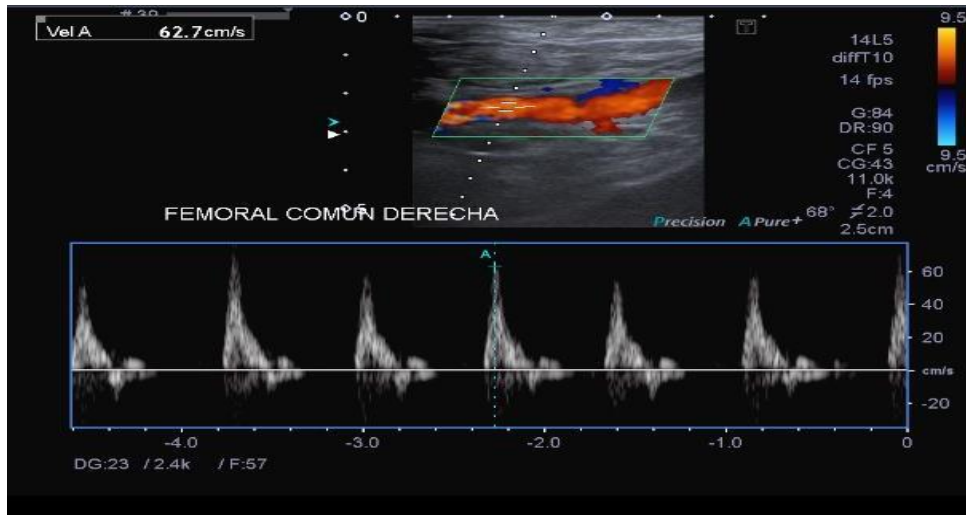 # 39
Vel A 62.7cm/s
0
9.5
14L5
diffT10
14 fps
G:84
DR:90
9.5
cm/s
CF 5
CG:43
11.0k
F:4
5
FEMORAL COMUN DERECHA
68° ≠2.0
Precision APure+
2.5cm
A
60
40
20
cm/s
-20
-4.0 -3.0 -2.0 -1.0 0
DG:23 / 2.4k / F:57